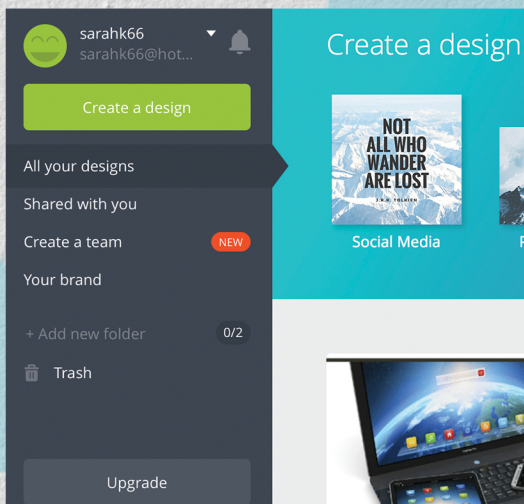 sarahk66
sarahk66@hot...
Create a design
All your designs
Shared with you
Create a team
NEW
Your brand
+ Add new folder
0/2
Trash
Upgrade
Create a design
NOT
ALL WHO
WANDER
ARE LOST
J.R.R. TOLKIEN
Social Media